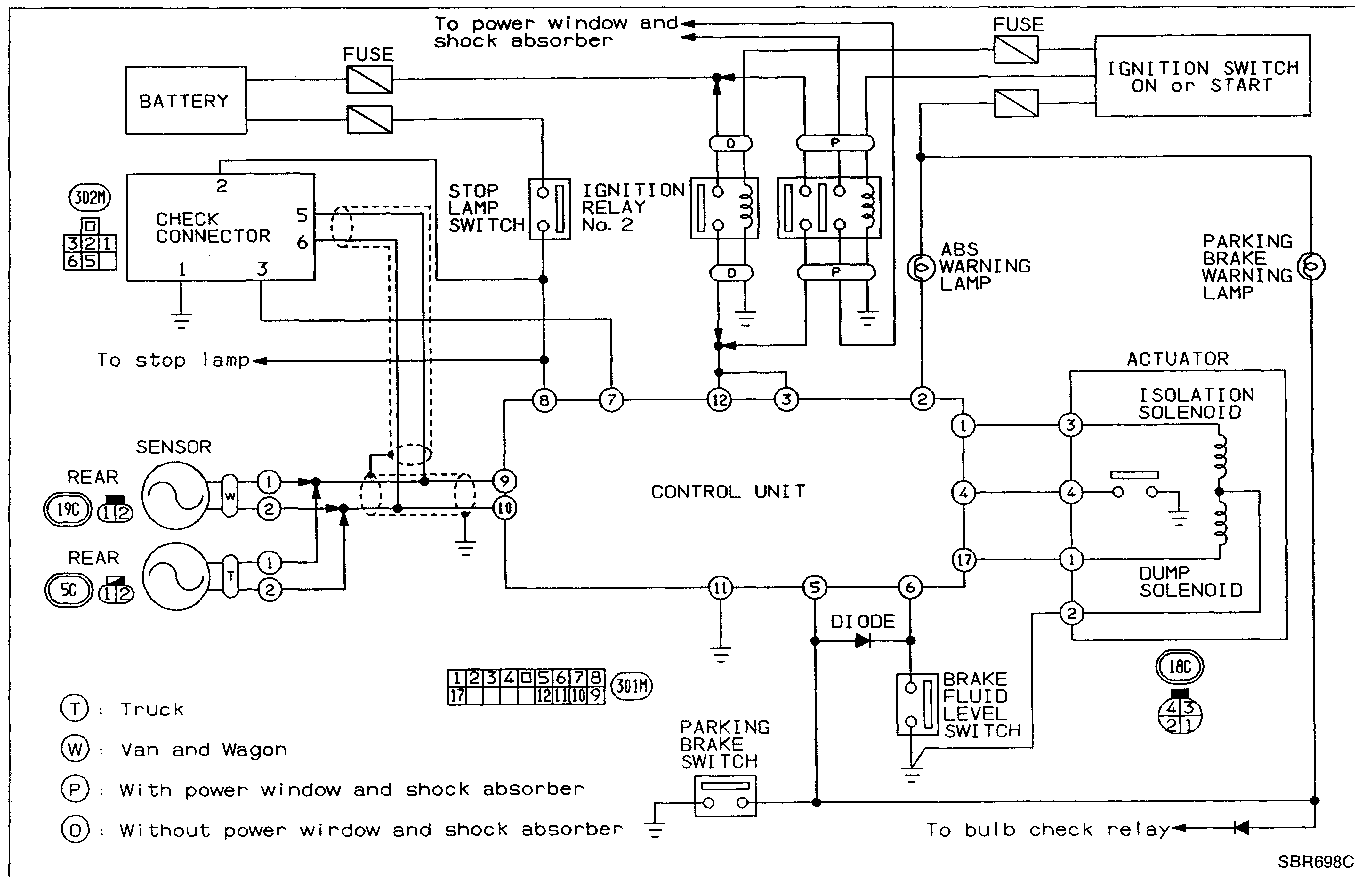 To power window and
shock absorber
FUSE
FUSE
BATTERY
IGNITION SWITCH
ON or START
O
P
2
302M
CHECK
CONNECTOR
5
6
1
3
3 2 1
6 5
STOP
LAMP
SWITCH
IGNITION
RELAY
No. 2
O
P
ABS
WARNING
LAMP
PARKING
BRAKE
WARNING
LAMP
To stop lamp
ACTUATOR
ISOLATION
SOLENOID
8
7
12
3
2
1
3
SENSOR
REAR
19C
1 2
W
1
2
9
10
CONTROL UNIT
4
4
REAR
5C
1 2
T
1
2
17
1
DUMP
SOLENOID
2
11
5
6
DIODE
18C
4 3
2 1
1 2 3 4 5 6 7 8
17 12 11 10 9
301M
BRAKE
FLUID
LEVEL
SWITCH
PARKING
BRAKE
SWITCH
T : Truck
W : Van and Wagon
P : With power window and shock absorber
O : Without power wirdow and shock absorber
To bulb check relay
SBR698C